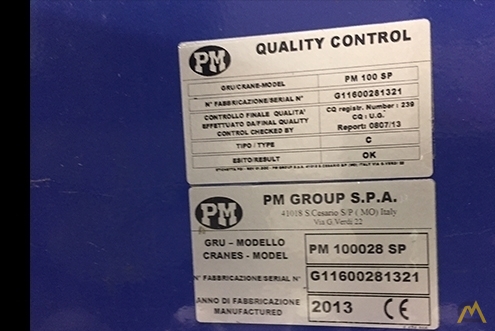 PM
QUALITY CONTROL
GRU/CRANE-MODEL PM 100 SP
N° FABBRICAZIONE/SERIAL N° G11600281321
CONTROLLO FINALE QUALITA' EFFETTUATO DA/FINAL QUALITY CONTROL CHECKED BY
CQ registr. Number : 239
CQ : U.G.
Report: 0807/13
TIPO / TYPE C
ESITO/RESULT OK
PM
PM GROUP S.P.A.
41018 S.Cesario S/P ( MO) Italy
Via G.Verdi 22
GRU – MODELLO
CRANES - MODEL PM 100028 SP
N° FABBRICAZIONE/SERIAL N° G11600281321
ANNO DI FABBRICAZIONE
MANUFACTURED 2013 CE